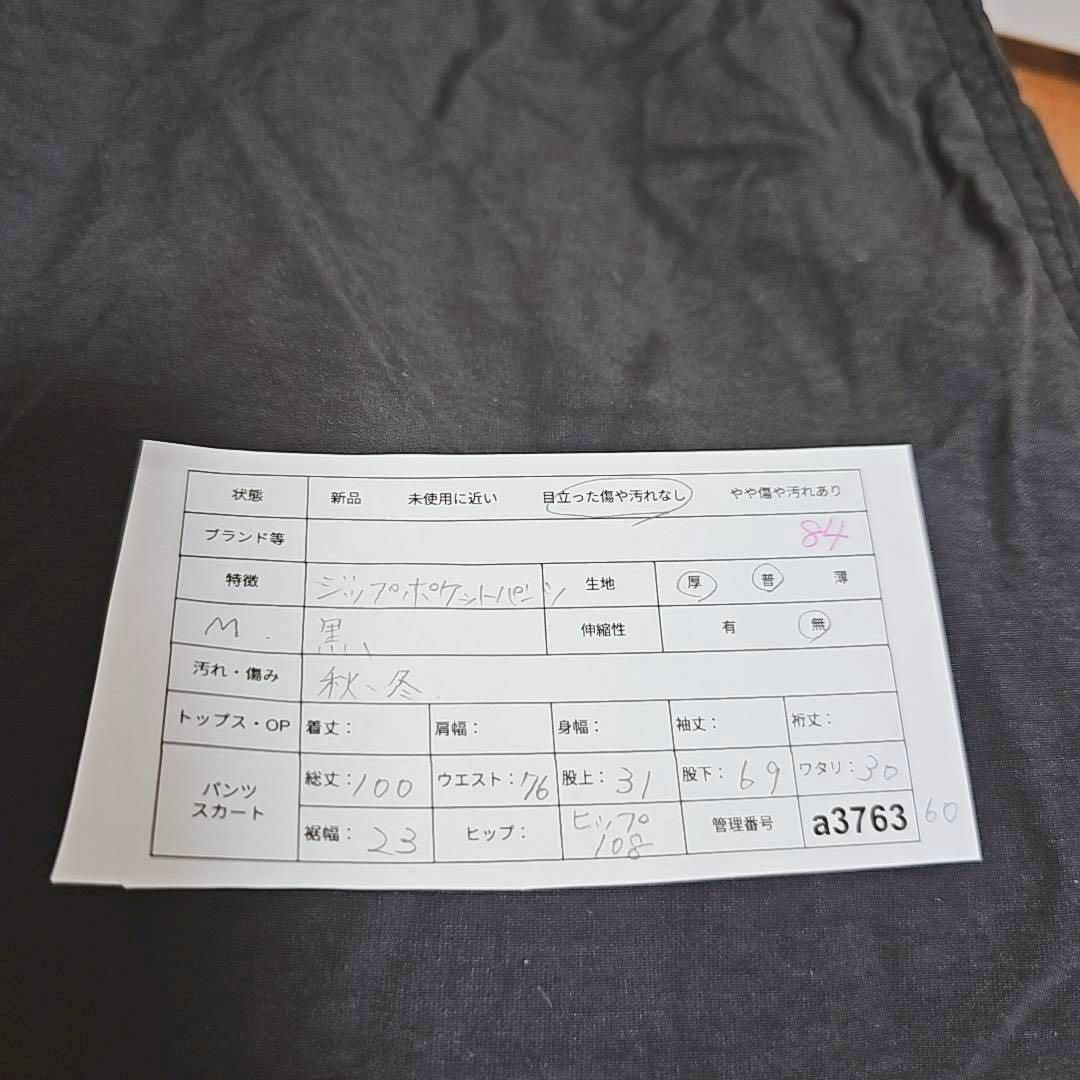 状態 新品 未使用に近い 目立った傷や汚れなし やや傷や汚れあり
ブランド等 84
特徴 ジップポケットパンツ 生地 厚 普 薄
M. 黒、 伸縮性 有 無
汚れ・傷み 秋、冬.
トップス・OP 着丈： 肩幅： 身幅： 袖丈： 裄丈：
パンツ スカート 総丈：100 ウエスト：76 股上：31 股下：69 ワタリ：30
裾幅：23 ヒップ： ヒップ 108 管理番号 a3763 60